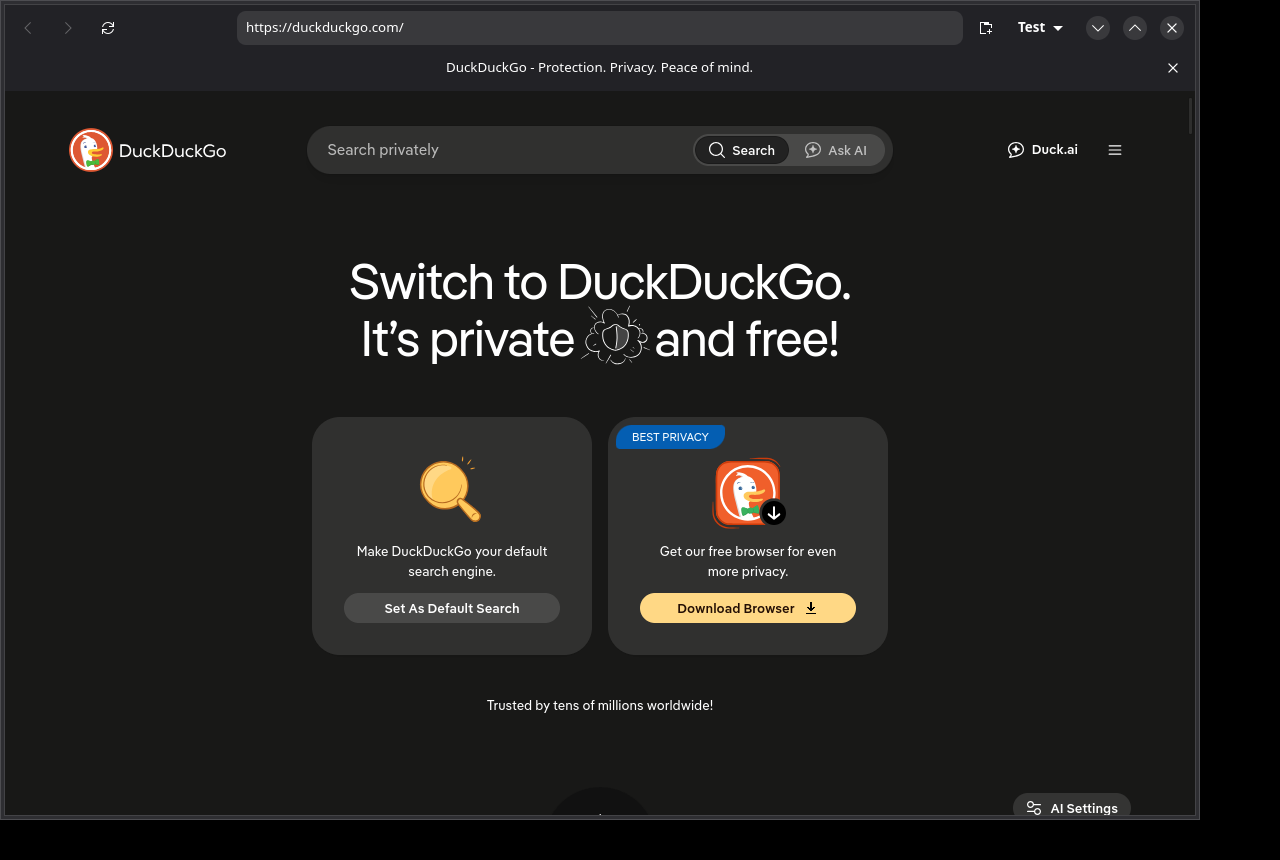 https://duckduckgo.com/
Test
DuckDuckGo - Protection. Privacy. Peace of mind.
DuckDuckGo
Search privately
Search
Ask AI
Duck.ai
Switch to DuckDuckGo.
It’s private and free!
Make DuckDuckGo your default
search engine.
Set As Default Search
BEST PRIVACY
Get our free browser for even
more privacy.
Download Browser
Trusted by tens of millions worldwide!
AI Settings